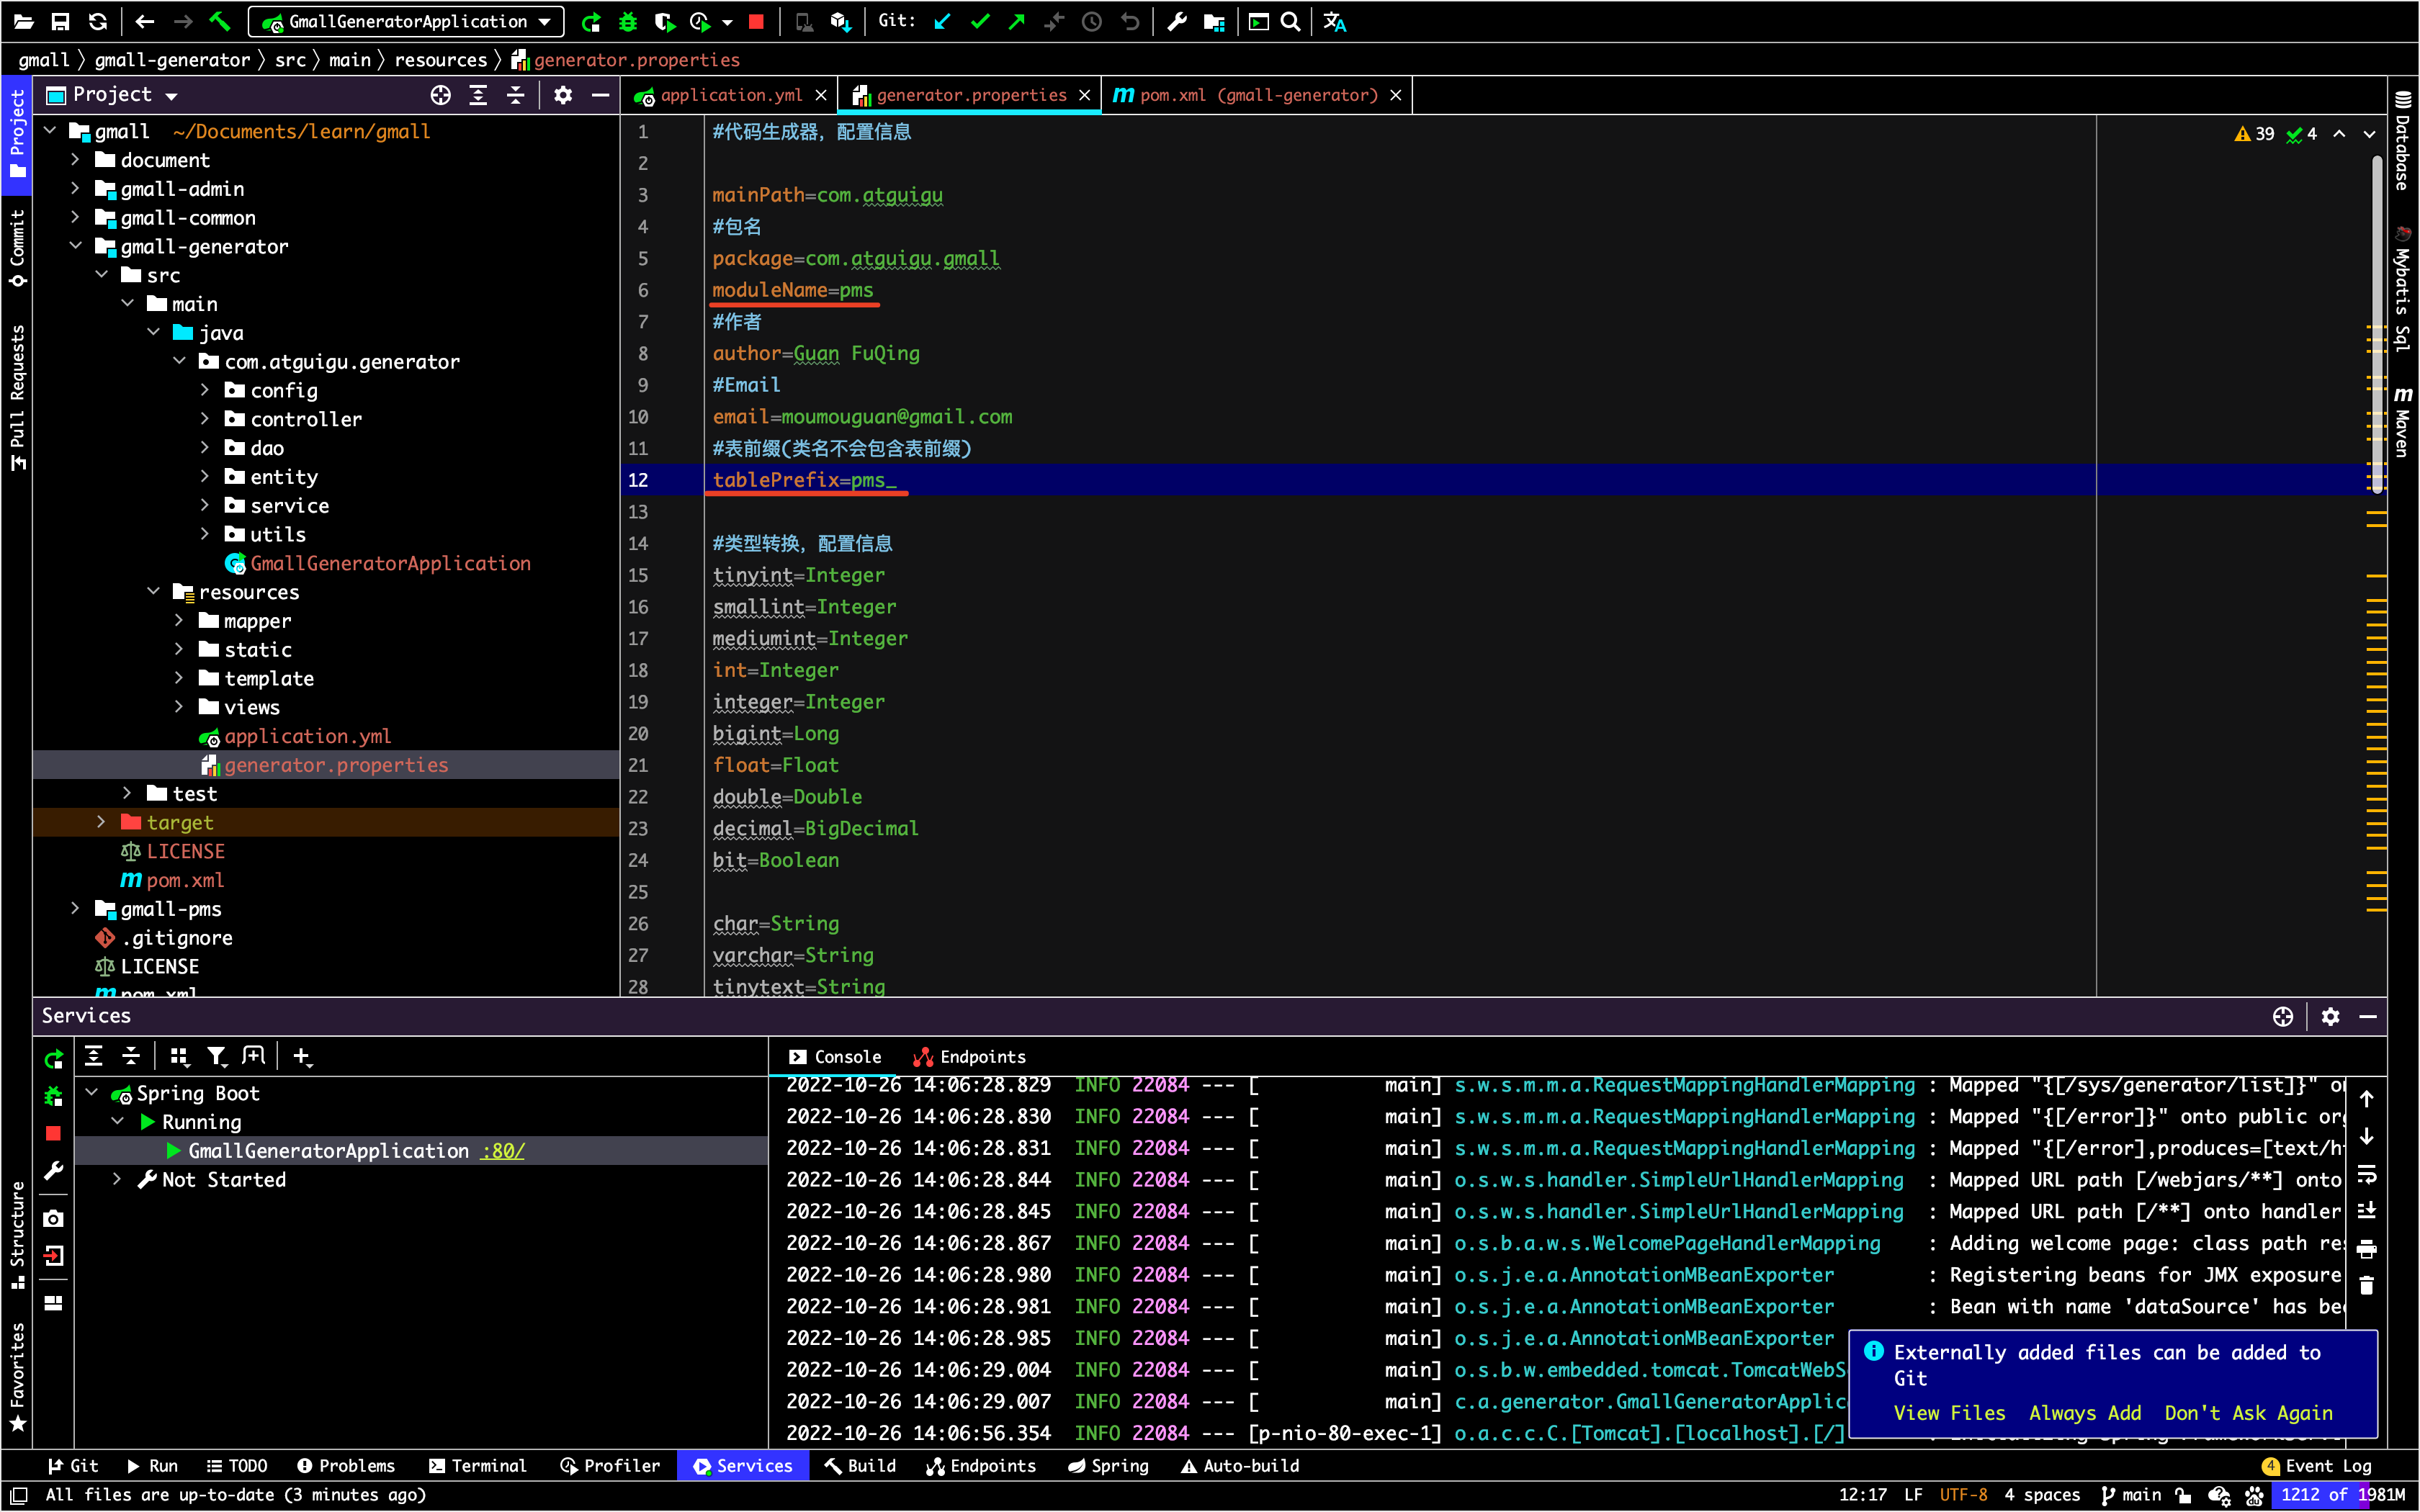 GmallGeneratorApplication
Git:
gmall
gmall-generator
src
main
resources
generator.properties
Project
application.yml
generator.properties
pom.xml (gmall-generator)
Project
Commit
Pull Requests
Structure
Favorites
gmall ~/Documents/learn/gmall
document
gmall-admin
gmall-common
gmall-generator
src
main
java
com.atguigu.generator
config
controller
dao
entity
service
utils
GmallGeneratorApplication
resources
mapper
static
template
views
application.yml
generator.properties
test
target
LICENSE
pom.xml
gmall-pms
.gitignore
LICENSE
pom.xml
39 4
1 #代码生成器，配置信息
2
3 mainPath=com.atguigu
4 #包名
5 package=com.atguigu.gmall
6 moduleName=pms
7 #作者
8 author=Guan FuQing
9 #Email
10 email=moumouguan@gmail.com
11 #表前缀(类名不会包含表前缀)
12 tablePrefix=pms_
13
14 #类型转换，配置信息
15 tinyint=Integer
16 smallint=Integer
17 mediumint=Integer
18 int=Integer
19 integer=Integer
20 bigint=Long
21 float=Float
22 double=Double
23 decimal=BigDecimal
24 bit=Boolean
25
26 char=String
27 varchar=String
28 tinytext=String
Database
Mybatis Sql
Maven
Services
Spring Boot
Running
GmallGeneratorApplication :80/
Not Started
Console
Endpoints
2022-10-26 14:06:28.829 INFO 22084 --- [ main] s.w.s.m.m.a.RequestMappingHandlerMapping : Mapped "{[/sys/generator/list]}" on
2022-10-26 14:06:28.830 INFO 22084 --- [ main] s.w.s.m.m.a.RequestMappingHandlerMapping : Mapped "{[/error]}" onto public org
2022-10-26 14:06:28.831 INFO 22084 --- [ main] s.w.s.m.m.a.RequestMappingHandlerMapping : Mapped "{[/error],produces=[text/ht
2022-10-26 14:06:28.844 INFO 22084 --- [ main] o.s.w.s.handler.SimpleUrlHandlerMapping : Mapped URL path [/webjars/**] onto
2022-10-26 14:06:28.845 INFO 22084 --- [ main] o.s.w.s.handler.SimpleUrlHandlerMapping : Mapped URL path [/**] onto handler
2022-10-26 14:06:28.867 INFO 22084 --- [ main] o.s.b.a.w.s.WelcomePageHandlerMapping : Adding welcome page: class path res
2022-10-26 14:06:28.980 INFO 22084 --- [ main] o.s.j.e.a.AnnotationMBeanExporter : Registering beans for JMX exposure
2022-10-26 14:06:28.981 INFO 22084 --- [ main] o.s.j.e.a.AnnotationMBeanExporter : Bean with name 'dataSource' has bee
2022-10-26 14:06:28.985 INFO 22084 --- [ main] o.s.j.e.a.AnnotationMBeanExporter
2022-10-26 14:06:29.004 INFO 22084 --- [ main] o.s.b.w.embedded.tomcat.TomcatWebS
2022-10-26 14:06:29.007 INFO 22084 --- [ main] c.a.generator.GmallGeneratorApplic
2022-10-26 14:06:56.354 INFO 22084 --- [p-nio-80-exec-1] o.a.c.c.C.[Tomcat].[localhost].[/]
Externally added files can be added to
Git
View Files Always Add Don't Ask Again
Git
Run
TODO
Problems
Terminal
Profiler
Services
Build
Endpoints
Spring
Auto-build
4 Event Log
All files are up-to-date (3 minutes ago)
12:17 LF UTF-8 4 spaces main 1212 of 1981M